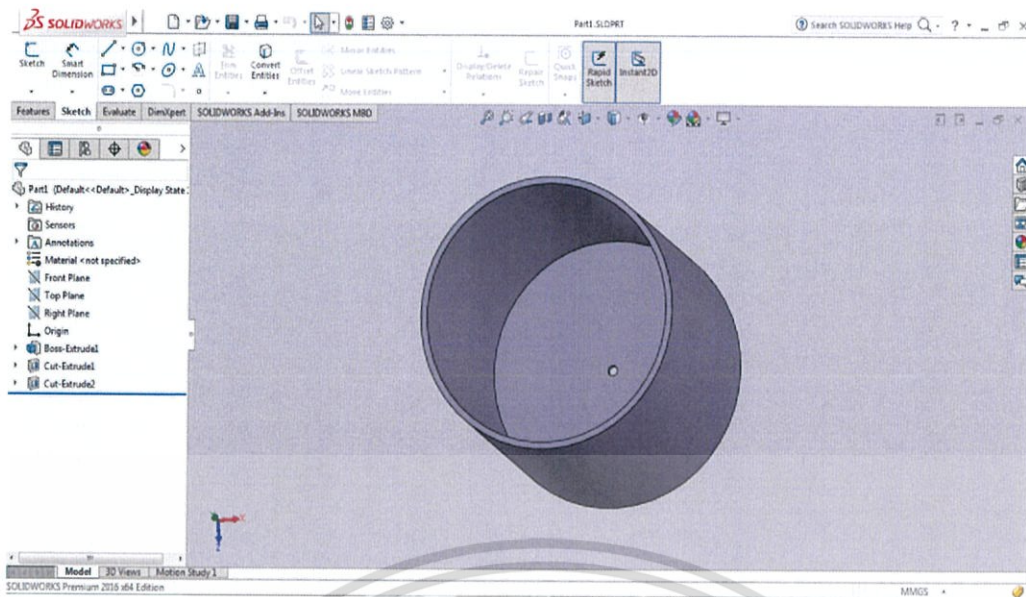 SOLIDWORKS
Part1.SLDPRT
Search SOLIDWORKS Help
Sketch
Smart Dimension
Trim Entities
Convert Entities
Offset Entities
Mirror Entities
Linear Sketch Pattern
Move Entities
Display/Delete Relations
Repair Sketch
Quick Snaps
Rapid Sketch
Instant2D
Features
Sketch
Evaluate
DimXpert
SOLIDWORKS Add-Ins
SOLIDWORKS MBD
Part1 (Default<<Default>_Display State
History
Sensors
Annotations
Material <not specified>
Front Plane
Top Plane
Right Plane
Origin
Boss-Extrude1
Cut-Extrude1
Cut-Extrude2
X
Model
3D Views
Motion Study 1
SOLIDWORKS Premium 2016 x64 Edition
MMGS